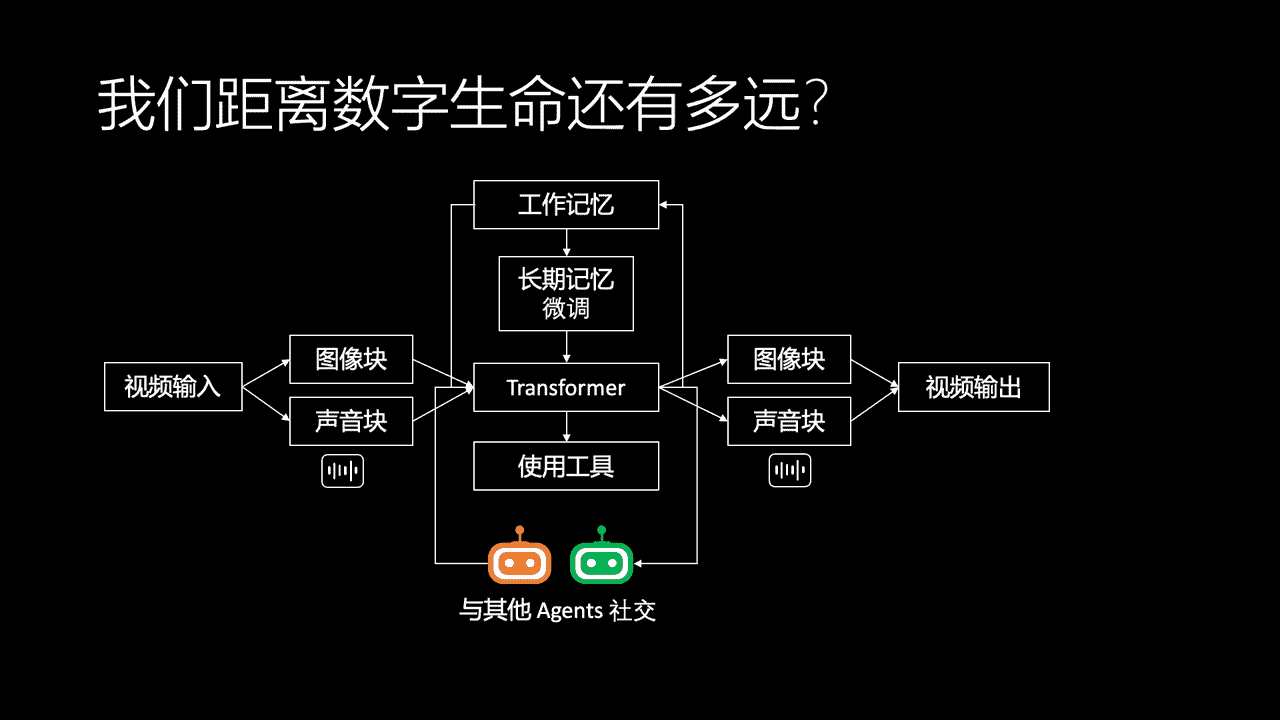 我们距离数字生命还有多远？
工作记忆
长期记忆
微调
视频输入
图像块
声音块
Transformer
使用工具
图像块
声音块
视频输出
与其他 Agents 社交